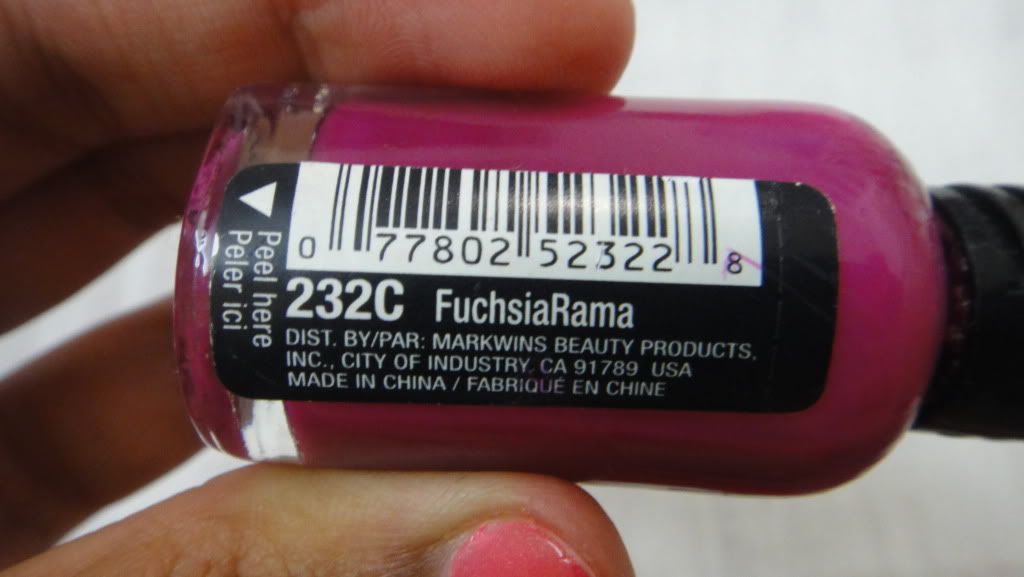 Peel here
Peler ici
0 77802 52322 8
232C FuchsiaRama
DIST. BY/PAR: MARKWINS BEAUTY PRODUCTS,
INC., CITY OF INDUSTRY, CA 91789 USA
MADE IN CHINA / FABRIQUÉ EN CHINE